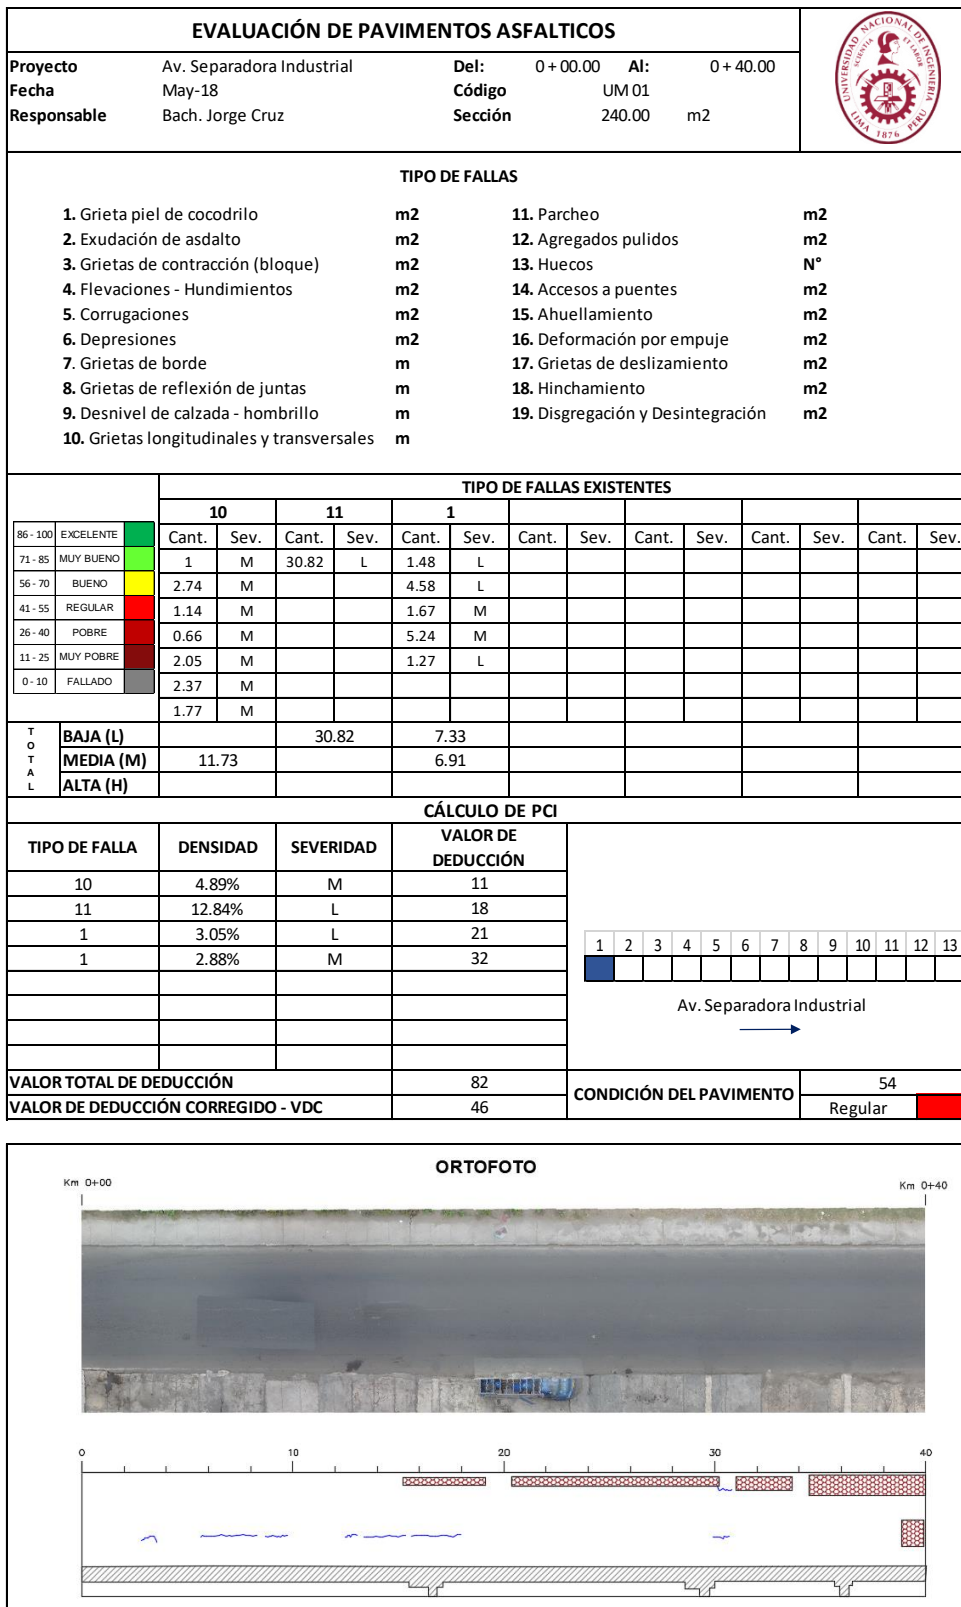 EVALUACIÓN DE PAVIMENTOS ASFALTICOS
Proyecto Av. Separadora Industrial Del: 0 + 00.00 Al: 0 + 40.00
Fecha May-18 Código UM 01
Responsable Bach. Jorge Cruz Sección 240.00 m2
UNIVERSIDAD NACIONAL DE INGENIERIA
SCIENTIA ET LABOR
LIMA 1876 PERU
TIPO DE FALLAS
1. Grieta piel de cocodrilo m2 11. Parcheo m2
2. Exudación de asdalto m2 12. Agregados pulidos m2
3. Grietas de contracción (bloque) m2 13. Huecos N°
4. Flevaciones - Hundimientos m2 14. Accesos a puentes m2
5. Corrugaciones m2 15. Ahuellamiento m2
6. Depresiones m2 16. Deformación por empuje m2
7. Grietas de borde m 17. Grietas de deslizamiento m2
8. Grietas de reflexión de juntas m 18. Hinchamiento m2
9. Desnivel de calzada - hombrillo m 19. Disgregación y Desintegración m2
10. Grietas longitudinales y transversales m
TIPO DE FALLAS EXISTENTES
10 11 1
86 - 100 EXCELENTE Cant. Sev. Cant. Sev. Cant. Sev. Cant. Sev. Cant. Sev. Cant. Sev. Cant. Sev.
71 - 85 MUY BUENO 1 M 30.82 L 1.48 L
56 - 70 BUENO 2.74 M 4.58 L
41 - 55 REGULAR 1.14 M 1.67 M
26 - 40 POBRE 0.66 M 5.24 M
11 - 25 MUY POBRE 2.05 M 1.27 L
0 - 10 FALLADO 2.37 M
1.77 M
TOTAL
BAJA (L) 30.82 7.33
MEDIA (M) 11.73 6.91
ALTA (H)
CÁLCULO DE PCI
TIPO DE FALLA DENSIDAD SEVERIDAD VALOR DE DEDUCCIÓN
10 4.89% M 11
11 12.84% L 18
1 3.05% L 21
1 2.88% M 32
1 2 3 4 5 6 7 8 9 10 11 12 13
Av. Separadora Industrial
VALOR TOTAL DE DEDUCCIÓN 82
VALOR DE DEDUCCIÓN CORREGIDO - VDC 46
CONDICIÓN DEL PAVIMENTO 54
Regular
ORTOFOTO
Km 0+00 Km 0+40
0 10 20 30 40